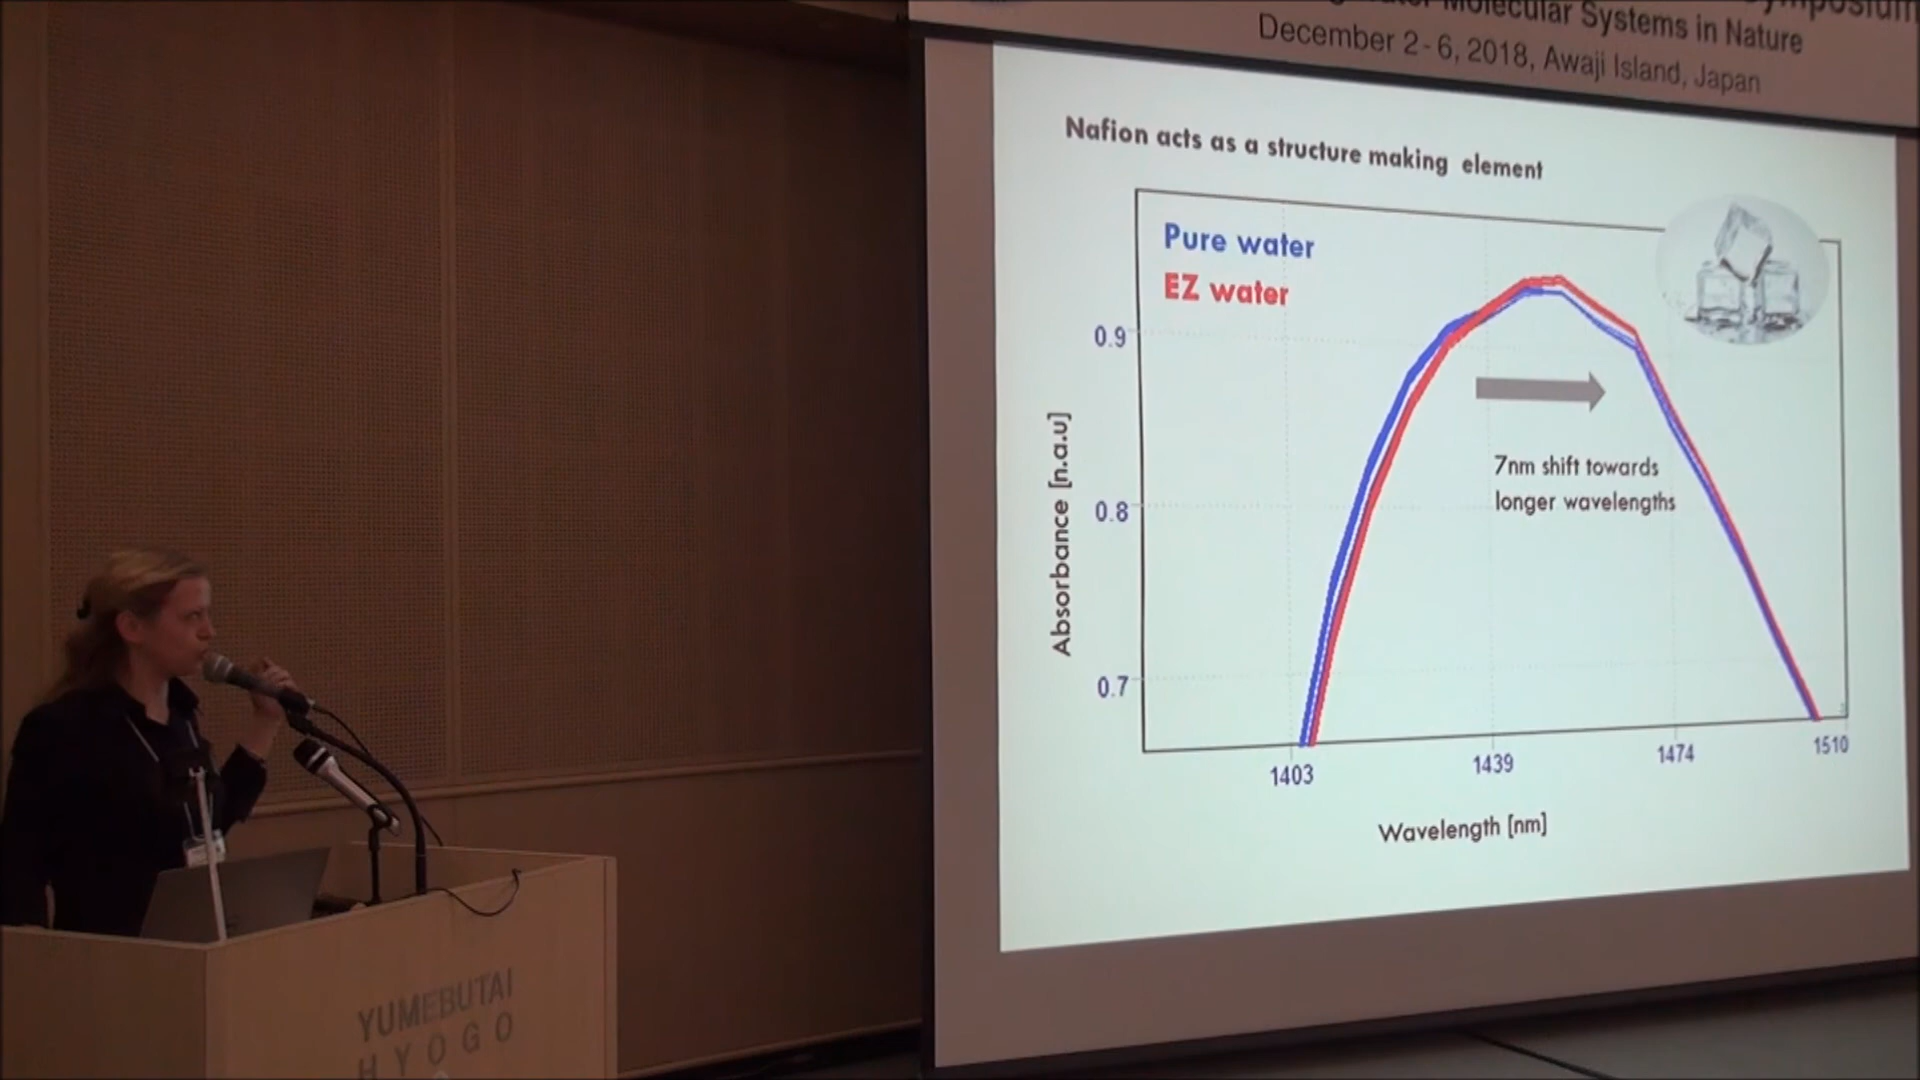 Molecular Systems in Nature
December 2 - 6, 2018, Awaji Island, Japan
Nafion acts as a structure making element
Pure water
EZ water
0.9
0.8
0.7
Absorbance [n.a.u]
7nm shift towards
longer wavelengths
1403
1439
1474
1510
Wavelength [nm]
YUMEBUTAI
HYOGO